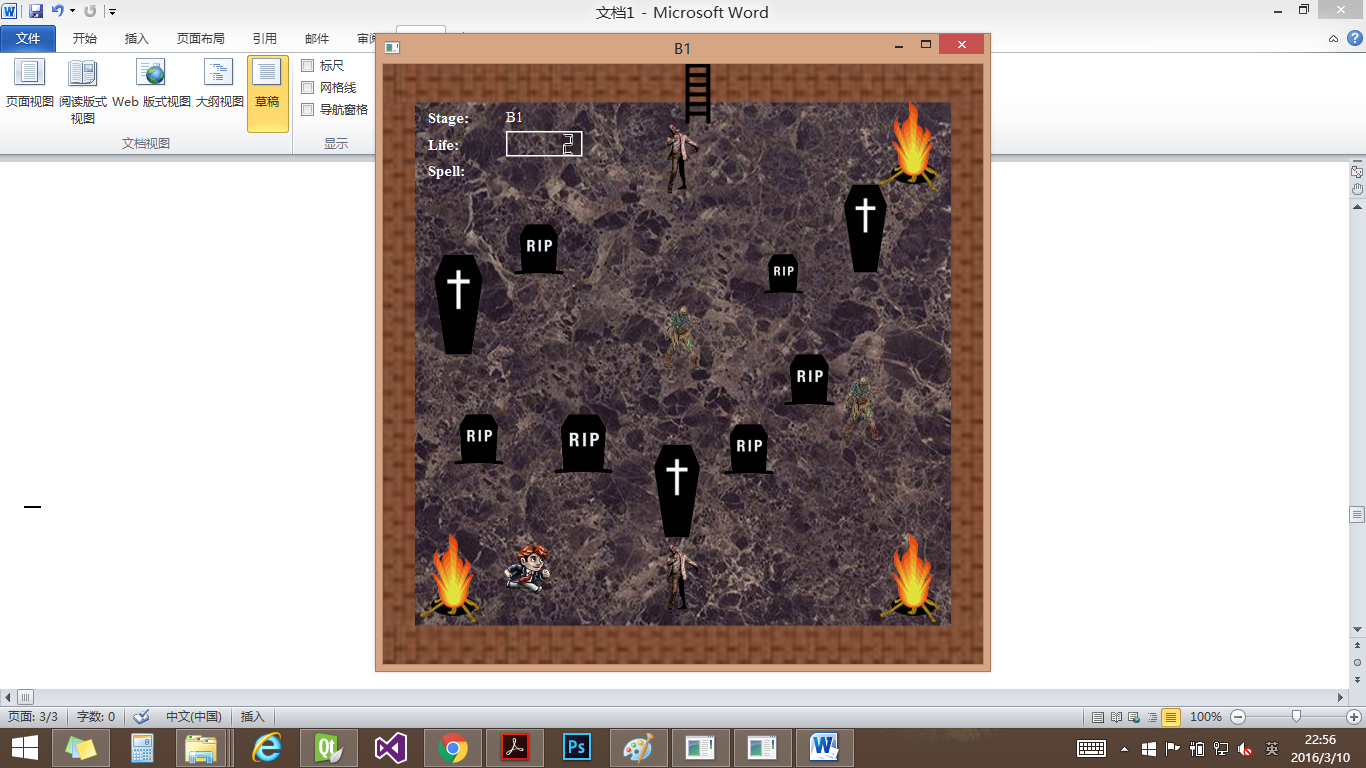 文档1 - Microsoft Word
文件 开始 插入 页面布局 引用 邮件 审阅
页面视图 阅读版式视图 Web 版式视图 大纲视图 草稿
标尺
网格线
导航窗格
文档视图 显示
B1
Stage: B1
Life: 2
Spell:
RIP
RIP
RIP
RIP
RIP
RIP
页面: 3/3 字数: 0 中文(中国) 插入 100%
Qt
Ps
W
英
22:56
2016/3/10